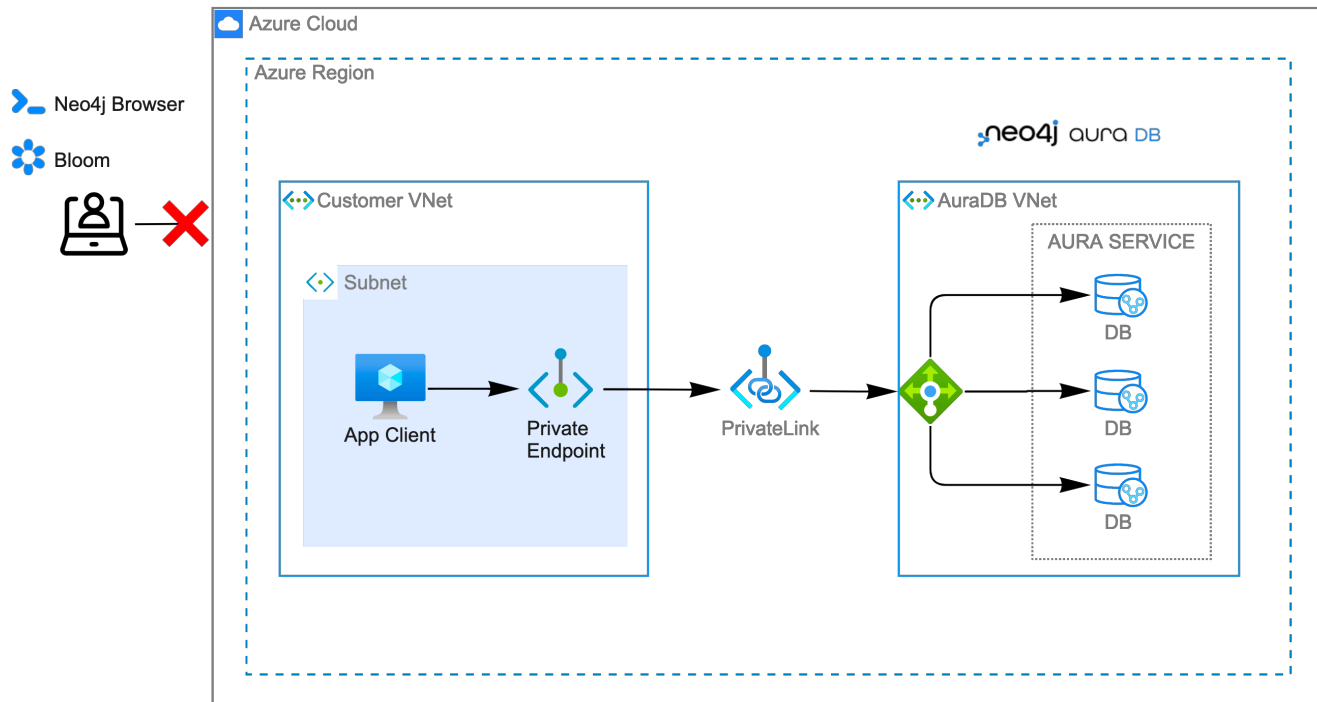 Azure Cloud
Azure Region
Neo4j Browser
Bloom
neo4j aura DB
Customer VNet
AuraDB VNet
AURA SERVICE
Subnet
DB
App Client
Private
Endpoint
PrivateLink
DB
DB